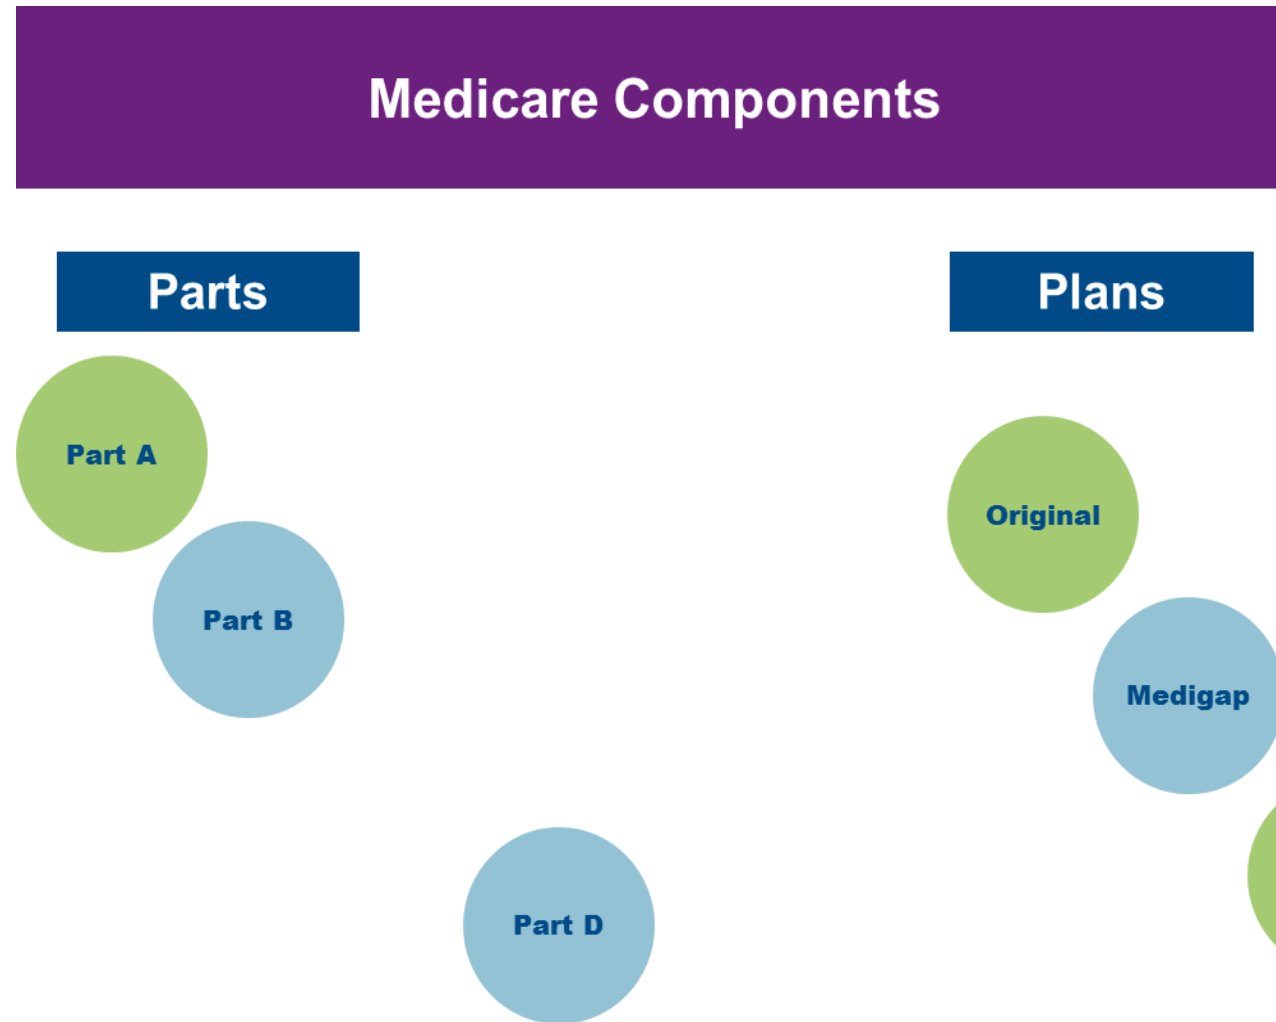 Medicare Components
Parts
Plans
Part A
Original
Part B
Medigap
Part D